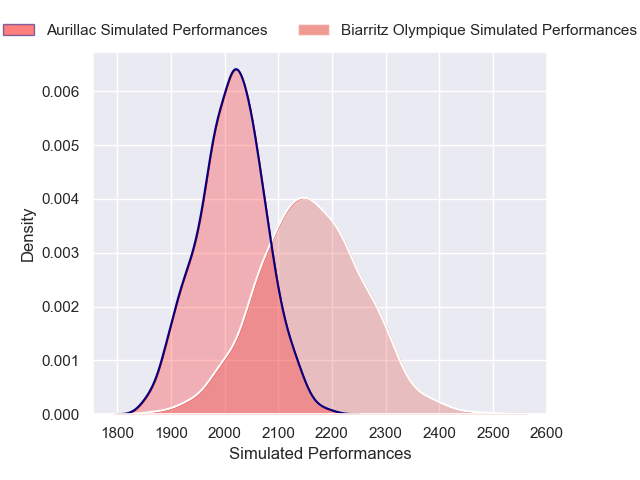 Aurillac Simulated Performances
Biarritz Olympique Simulated Performances
Density
0.006
0.005
0.004
0.003
0.002
0.001
0.000
1800 1900 2000 2100 2200 2300 2400 2500 2600
Simulated Performances